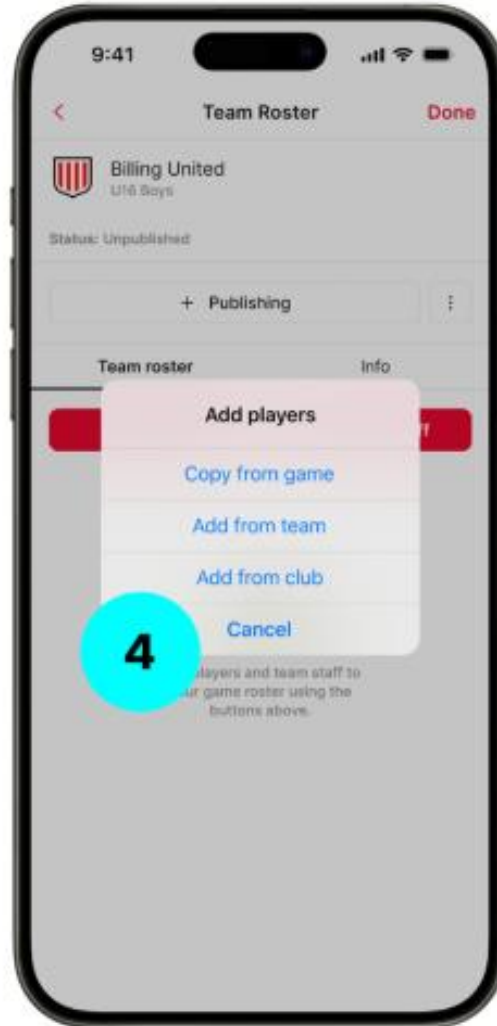 9:41
< Team Roster Done
Billing United
U16 Boys
Status: Unpublished
+ Publishing
Team roster Info
Add players
Copy from game
Add from team
Add from club
Cancel
4
players and team staff to
game roster using the
buttons above.